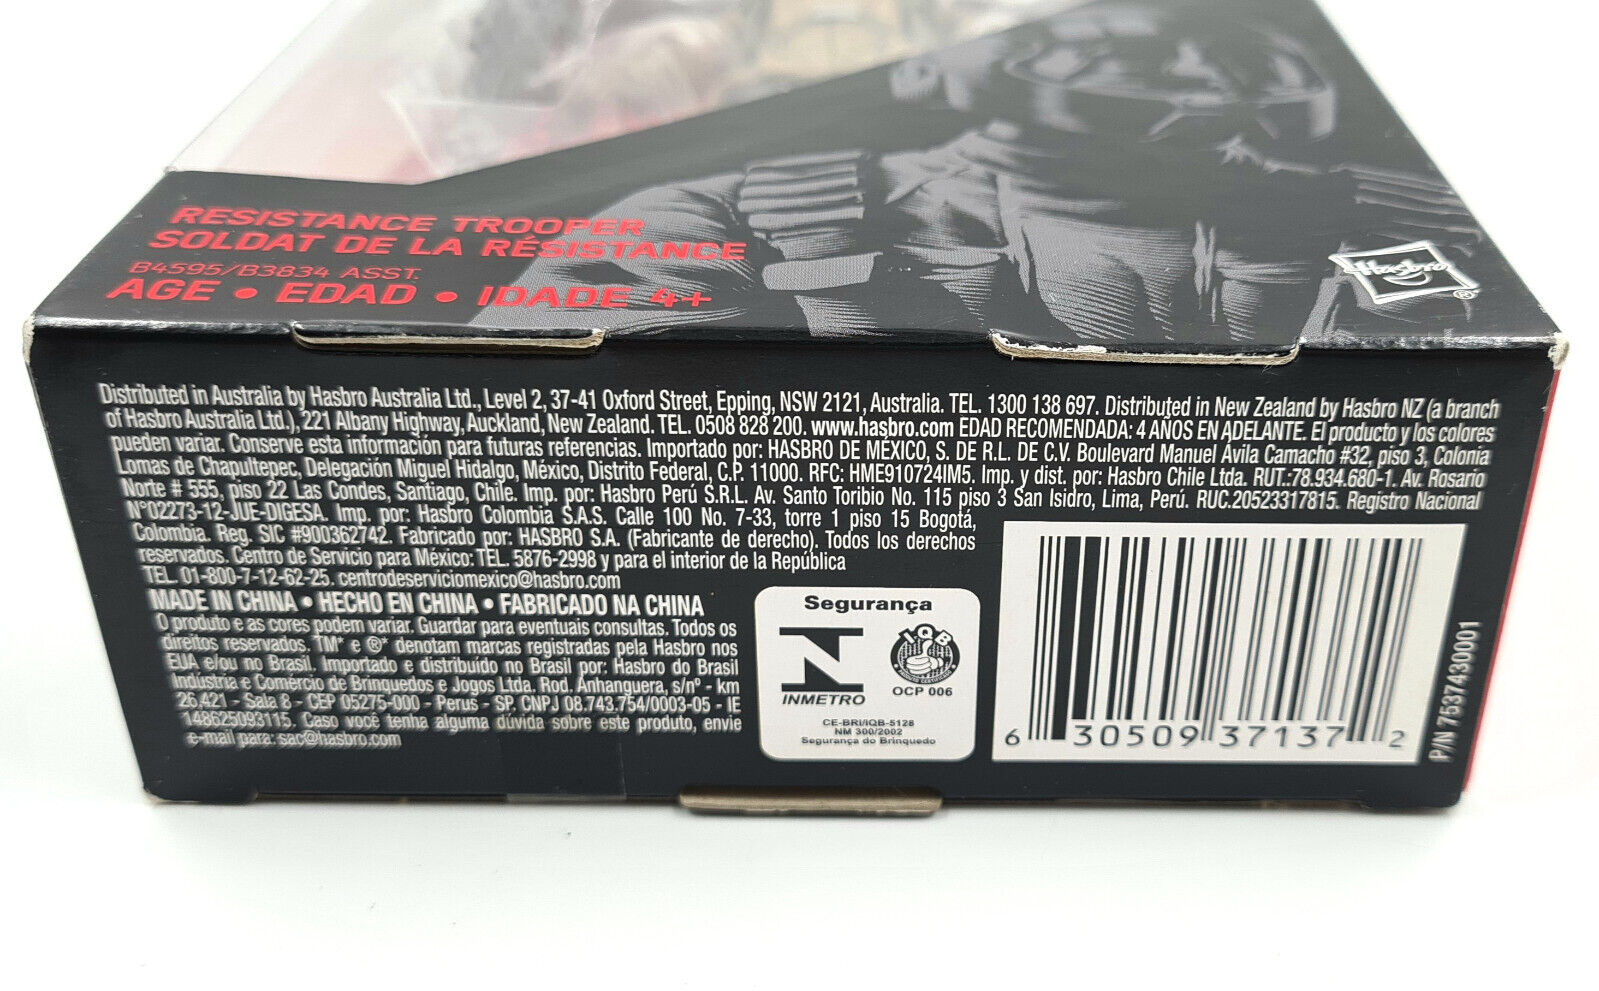 RESISTANCE TROOPER
SOLDAT DE LA RÉSISTANCE
B4595/B3834 ASST.
AGE • EDAD • IDADE 4+
Hasbro
®
Distributed in Australia by Hasbro Australia Ltd., Level 2, 37-41 Oxford Street, Epping, NSW 2121, Australia. TEL. 1300 138 697. Distributed in New Zealand by Hasbro NZ (a branch
of Hasbro Australia Ltd.), 221 Albany Highway, Auckland, New Zealand. TEL. 0508 828 200. www.hasbro.com EDAD RECOMENDADA: 4 AÑOS EN ADELANTE. El producto y los colores
pueden variar. Conserve esta información para futuras referencias. Importado por: HASBRO DE MÉXICO, S. DE R.L. DE C.V. Boulevard Manuel Ávila Camacho #32, piso 3, Colonia
Lomas de Chapultepec, Delegación Miguel Hidalgo, México, Distrito Federal, C.P. 11000. RFC: HME910724IM5. Imp. y dist. por: Hasbro Chile Ltda. RUT.:78.934.680-1. Av. Rosario
Norte # 555, piso 22 Las Condes, Santiago, Chile. Imp. por: Hasbro Perú S.R.L. Av. Santo Toribio No. 115 piso 3 San Isidro, Lima, Perú. RUC.20523317815. Registro Nacional
N°02273-12-JUE-DIGESA. Imp. por: Hasbro Colombia S.A.S. Calle 100 No. 7-33, torre 1 piso 15 Bogotá,
Colombia. Reg. SIC #900362742. Fabricado por: HASBRO S.A. (Fabricante de derecho). Todos los derechos
reservados. Centro de Servicio para México: TEL. 5876-2998 y para el interior de la República
TEL. 01-800-7-12-62-25. centrodeserviciomexico@hasbro.com
MADE IN CHINA • HECHO EN CHINA • FABRICADO NA CHINA
O produto e as cores podem variar. Guardar para eventuais consultas. Todos os
direitos reservados. TM* e ®* denotam marcas registradas pela Hasbro nos
EUA e/ou no Brasil. Importado e distribuído no Brasil por: Hasbro do Brasil
Indústria e Comércio de Brinquedos e Jogos Ltda. Rod. Anhanguera, s/nº - km
26,421 - Sala 8 - CEP 05275-000 - Perus - SP, CNPJ 08.743.754/0003-05 - IE
148625093115. Caso você tenha alguma dúvida sobre este produto, envie
e-mail para: sac@hasbro.com
Segurança
INMETRO
IQB
OCP 006
CE-BRI/IQB-5128
NM 300/2002
Segurança do Brinquedo
6 30509 37137 2
P/N 7537430001